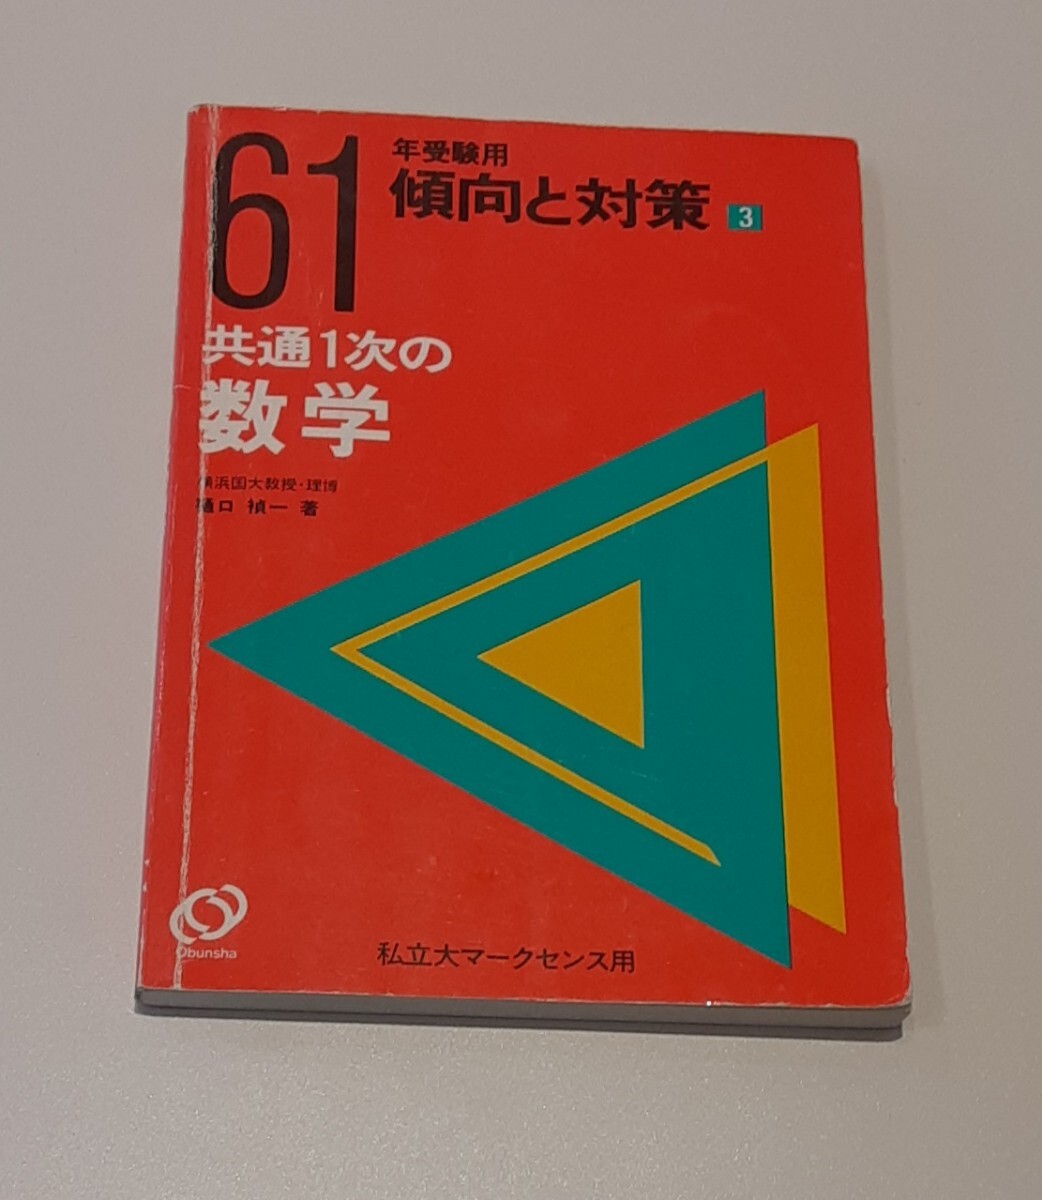 61
年受験用
傾向と対策 3
共通1次の
数学
横浜国大教授・理博
樋口 禎一 著
Obunsha
私立大マークセンス用